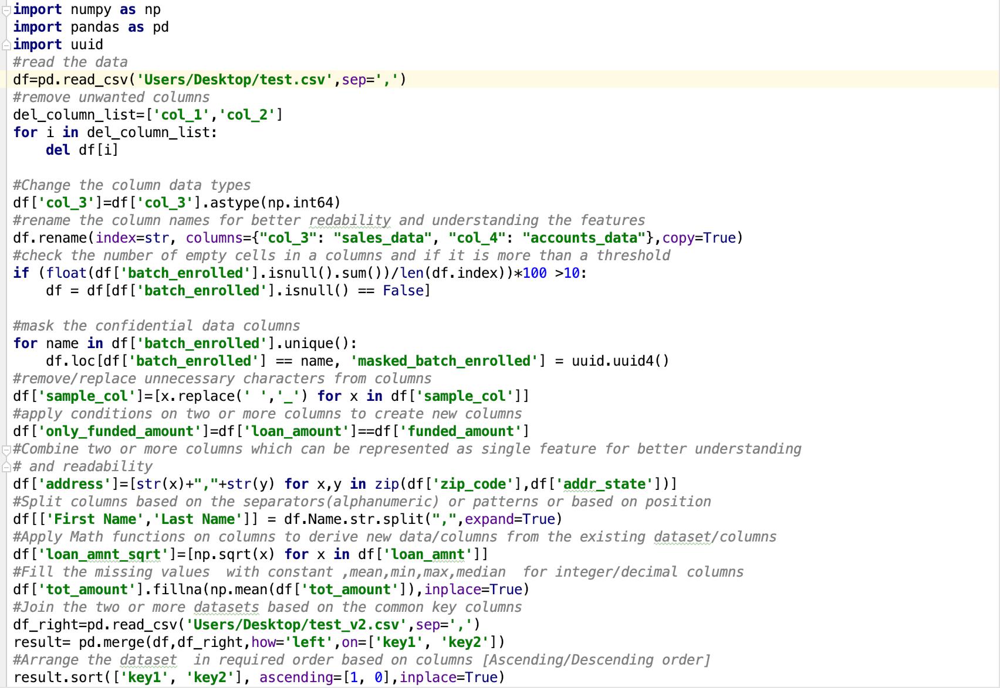 import numpy as np
import pandas as pd
import uuid
#read the data
df=pd.read_csv('Users/Desktop/test.csv',sep=',')
#remove unwanted columns
del_column_list=['col_1','col_2']
for i in del_column_list:
    del df[i]

#Change the column data types
df['col_3']=df['col_3'].astype(np.int64)
#rename the column names for better redability and understanding the features
df.rename(index=str, columns={"col_3": "sales_data", "col_4": "accounts_data"},copy=True)
#check the number of empty cells in a columns and if it is more than a threshold
if (float(df['batch_enrolled'].isnull().sum())/len(df.index))*100 >10:
    df = df[df['batch_enrolled'].isnull() == False]

#mask the confidential data columns
for name in df['batch_enrolled'].unique():
    df.loc[df['batch_enrolled'] == name, 'masked_batch_enrolled'] = uuid.uuid4()
#remove/replace unnecessary characters from columns
df['sample_col']=[x.replace(' ','_') for x in df['sample_col']]
#apply conditions on two or more columns to create new columns
df['only_funded_amount']=df['loan_amount']==df['funded_amount']
#Combine two or more columns which can be represented as single feature for better understanding
# and readability
df['address']=[str(x)+","+str(y) for x,y in zip(df['zip_code'],df['addr_state'])]
#Split columns based on the separators(alphanumeric) or patterns or based on position
df[['First Name','Last Name']] = df.Name.str.split(",",expand=True)
#Apply Math functions on columns to derive new data/columns from the existing dataset/columns
df['loan_amnt_sqrt']=[np.sqrt(x) for x in df['loan_amnt']]
#Fill the missing values  with constant ,mean,min,max,median  for integer/decimal columns
df['tot_amount'].fillna(np.mean(df['tot_amount']),inplace=True)
#Join the two or more datasets based on the common key columns
df_right=pd.read_csv('Users/Desktop/test_v2.csv',sep=',')
result= pd.merge(df,df_right,how='left',on=['key1', 'key2'])
#Arrange the dataset  in required order based on columns [Ascending/Descending order]
result.sort(['key1', 'key2'], ascending=[1, 0],inplace=True)